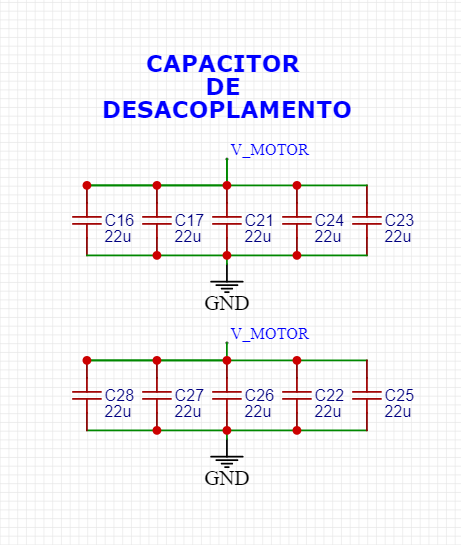 CAPACITOR
DE
DESACOPLAMENTO
V_MOTOR
C16 C17 C21 C24 C23
22u 22u 22u 22u 22u
GND
V_MOTOR
C28 C27 C26 C22 C25
22u 22u 22u 22u 22u
GND